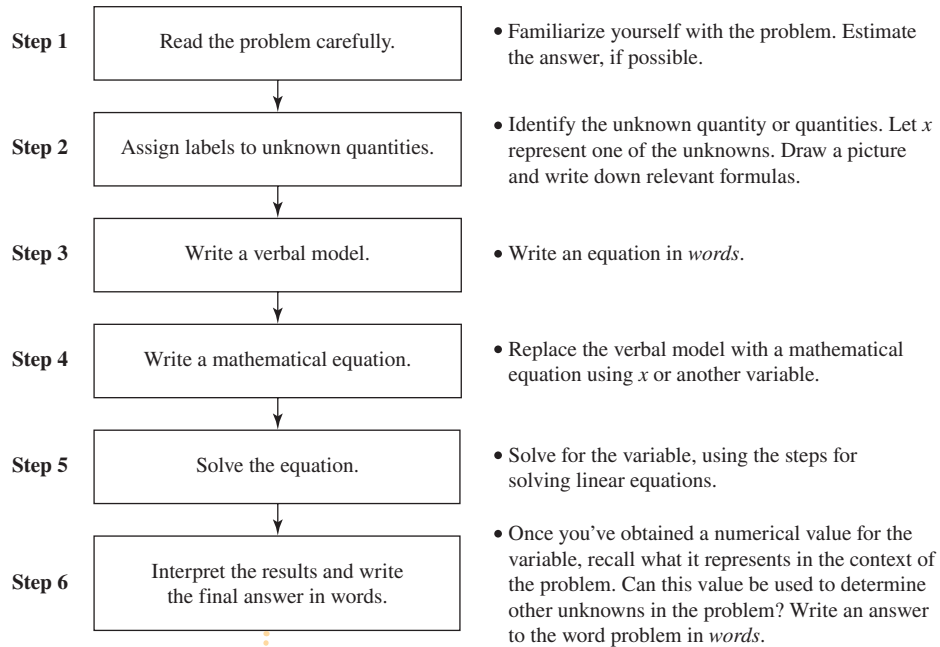 Step 1
Read the problem carefully.
• Familiarize yourself with the problem. Estimate
the answer, if possible.
Step 2
Assign labels to unknown quantities.
• Identify the unknown quantity or quantities. Let x
represent one of the unknowns. Draw a picture
and write down relevant formulas.
Step 3
Write a verbal model.
• Write an equation in words.
Step 4
Write a mathematical equation.
• Replace the verbal model with a mathematical
equation using x or another variable.
Step 5
Solve the equation.
• Solve for the variable, using the steps for
solving linear equations.
Step 6
Interpret the results and write
the final answer in words.
• Once you've obtained a numerical value for the
variable, recall what it represents in the context of
the problem. Can this value be used to determine
other unknowns in the problem? Write an answer
to the word problem in words.